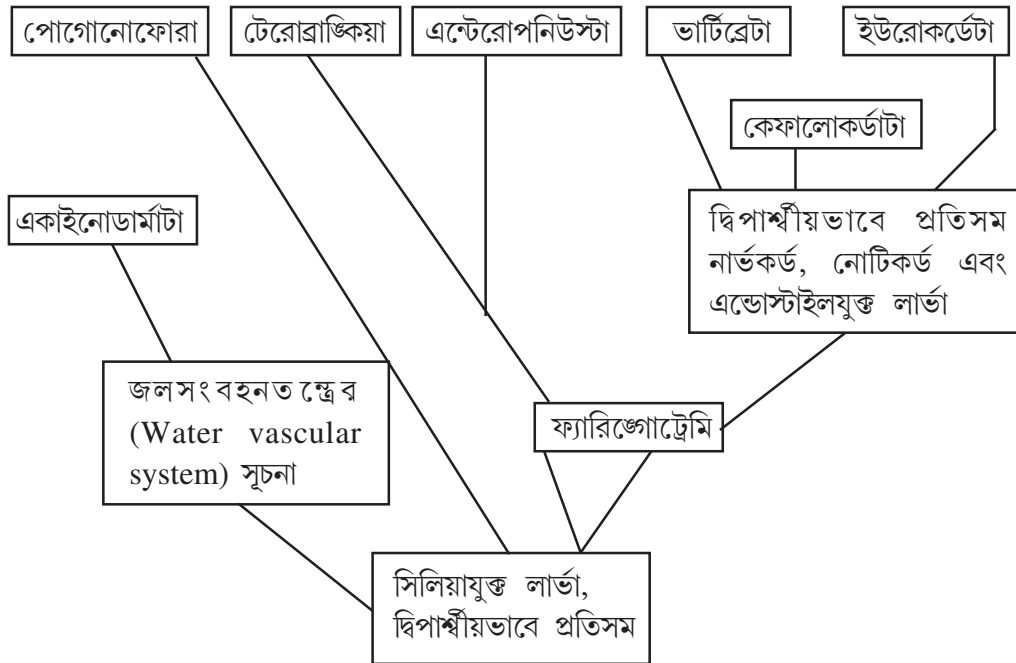 পোগোনোফোরা
টেরোব্রাঙ্কিয়া
এন্টেরোপনিউস্টা
ভার্টিব্রেটা
ইউরোকর্ডেটা
কেফালোকর্ডাটা
একাইনোডার্মাটা
দ্বিপার্শ্বীয়ভাবে প্রতিসম
নার্ভকর্ড, নোটিকর্ড এবং
এন্ডোস্টাইলযুক্ত লার্ভা
জলসংবহনতন্ত্রের
(Water vascular
system) সূচনা
ফ্যারিঙ্গোট্রেমি
সিলিয়াযুক্ত লার্ভা,
দ্বিপার্শ্বীয়ভাবে প্রতিসম